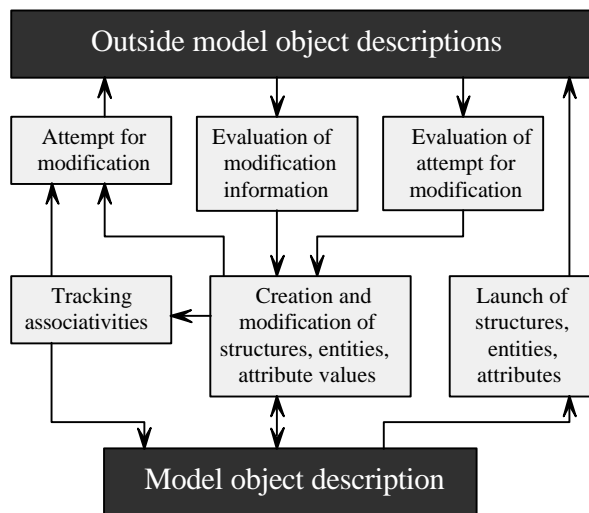 Outside model object descriptions
Attempt for
modification
Evaluation of
modification
information
Evaluation of
attempt for
modification
Tracking
associativities
Creation and
modification of
structures, entities,
attribute values
Launch of
structures,
entities,
attributes
Model object description